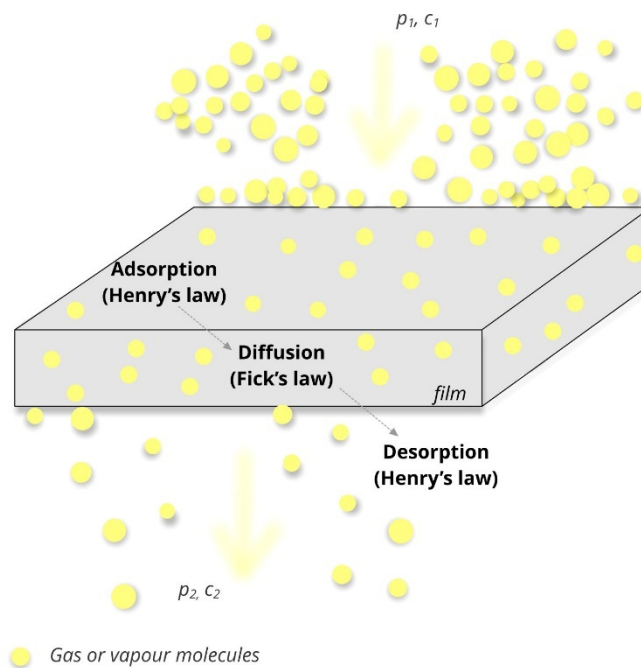 p₁, c₁
Adsorption
(Henry's law)
Diffusion
(Fick's law)
film
Desorption
(Henry's law)
p₂, c₂
Gas or vapour molecules